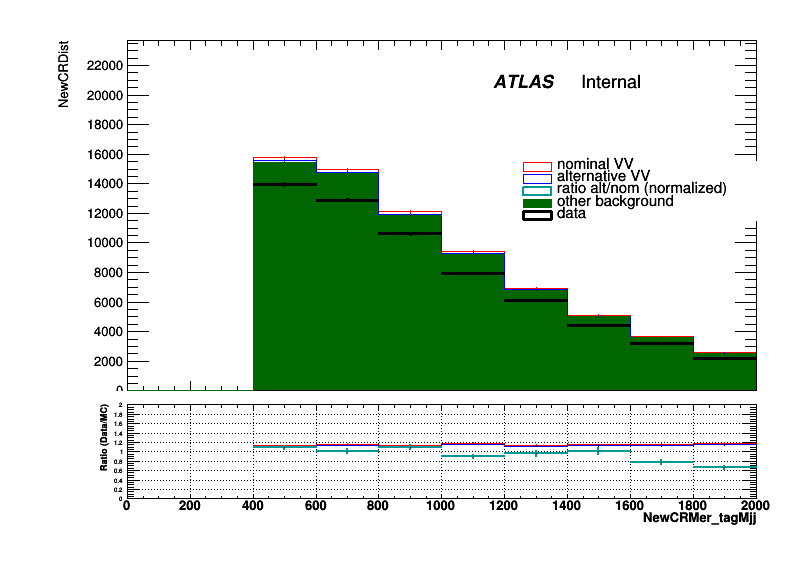 NewCRDist
22000
20000
18000
16000
14000
12000
10000
8000
6000
4000
2000
0
ATLAS Internal
nominal VV
alternative VV
ratio alt/nom (normalized)
other background
data
Ratio (Data/MC)
2
1.8
1.6
1.4
1.2
1
0.8
0.6
0.4
0.2
0
0 200 400 600 800 1000 1200 1400 1600 1800 2000
NewCRMer_tagMjj